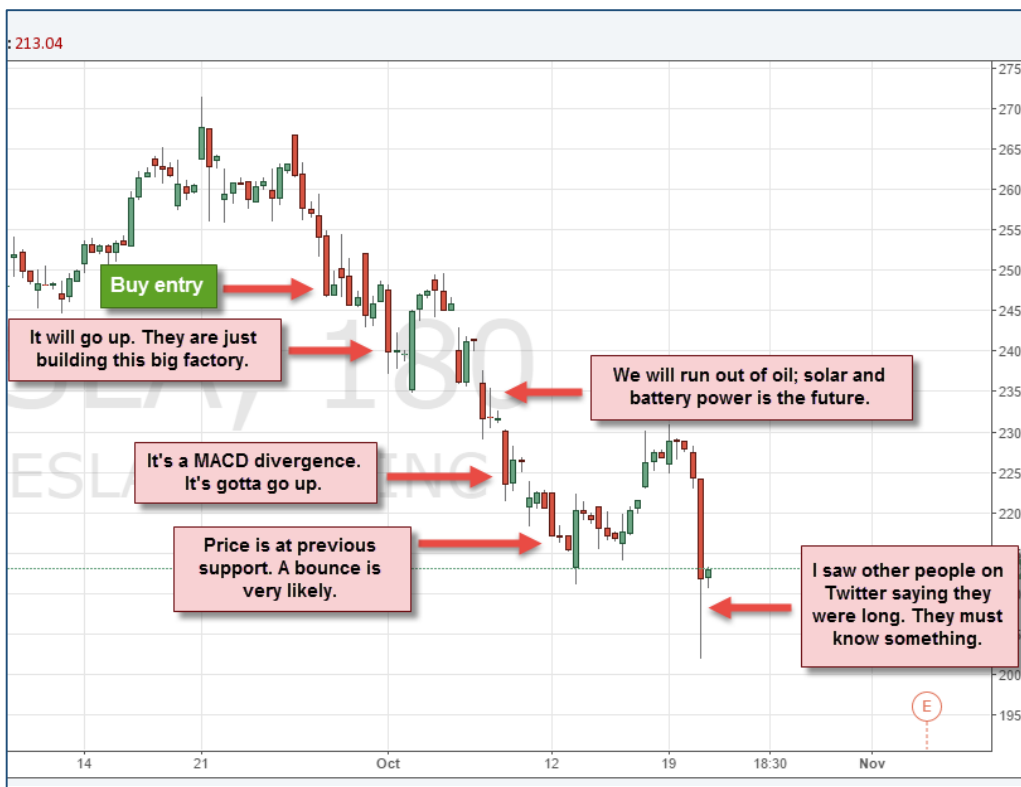 : 213.04
275
270
265
260
255
250
245
240
235
230
225
220
200
195
SLA, 180
ESLA
NG
Buy entry
It will go up. They are just
building this big factory.
We will run out of oil; solar and
battery power is the future.
It's a MACD divergence.
It's gotta go up.
Price is at previous
support. A bounce is
very likely.
I saw other people on
Twitter saying they
were long. They must
know something.
E
14
21
Oct
12
19
18:30
Nov